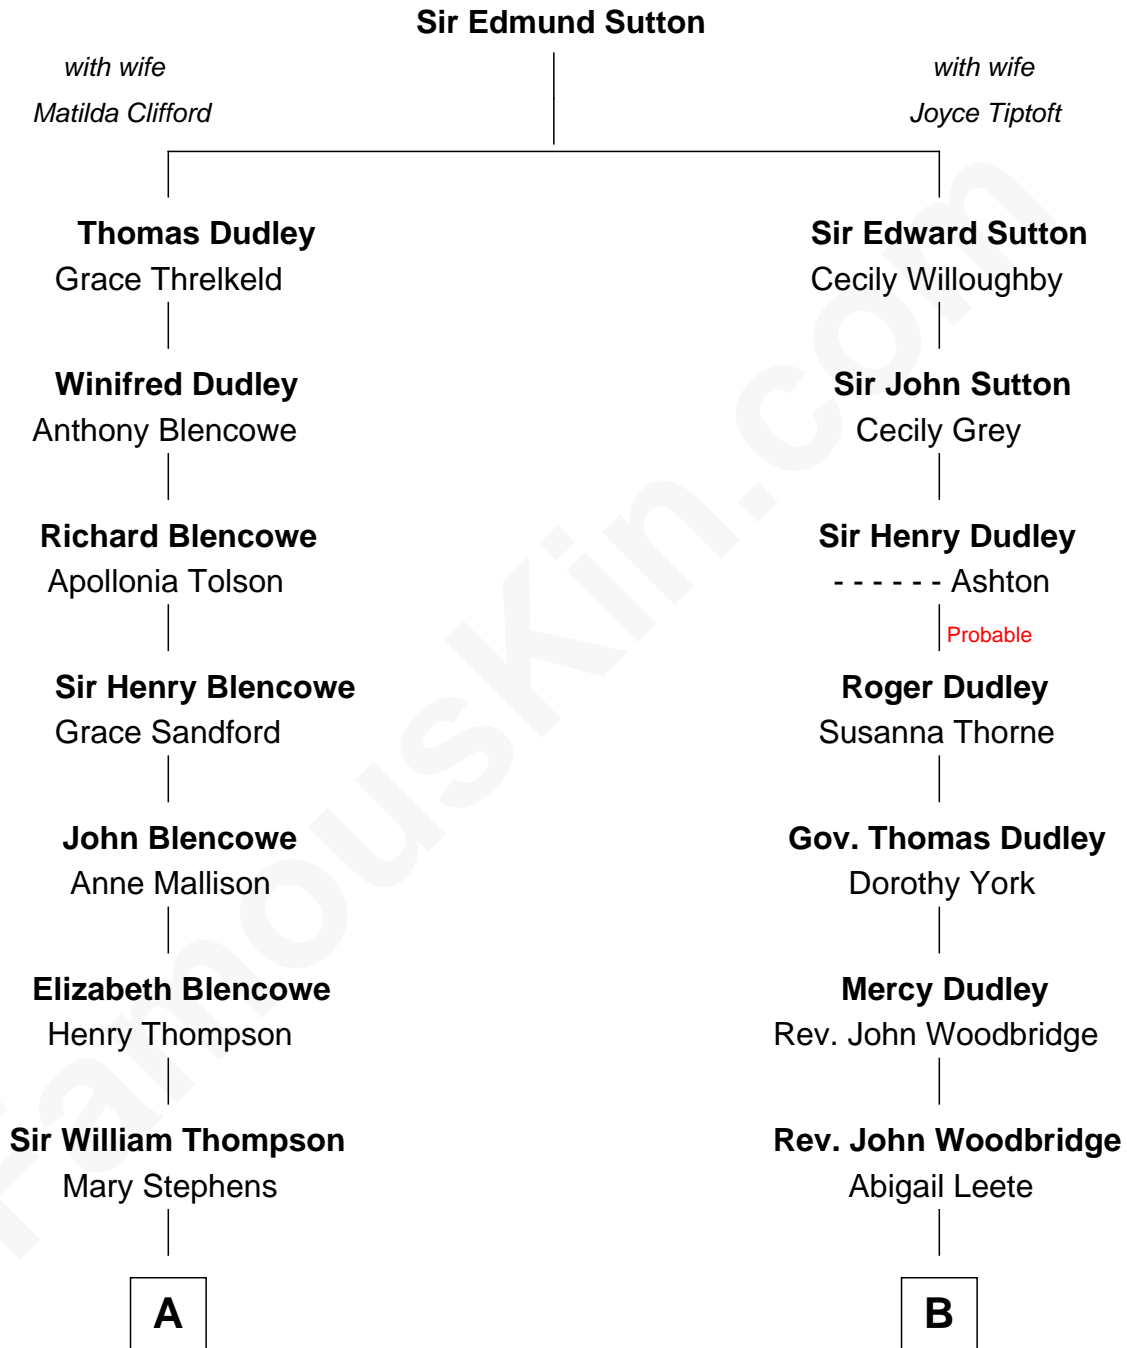 Sir Edmund Sutton
with wife
Matilda Clifford
with wife
Joyce Tiptoft
Thomas Dudley
Grace Threlkeld
Winifred Dudley
Anthony Blencowe
Richard Blencowe
Apollonia Tolson
Sir Henry Blencowe
Grace Sandford
John Blencowe
Anne Mallison
Elizabeth Blencowe
Henry Thompson
Sir William Thompson
Mary Stephens
A
Sir Edward Sutton
Cecily Willoughby
Sir John Sutton
Cecily Grey
Sir Henry Dudley
- - - - - - Ashton
Probable
Roger Dudley
Susanna Thorne
Gov. Thomas Dudley
Dorothy York
Mercy Dudley
Rev. John Woodbridge
Rev. John Woodbridge
Abigail Leete
B
FamousKin.com